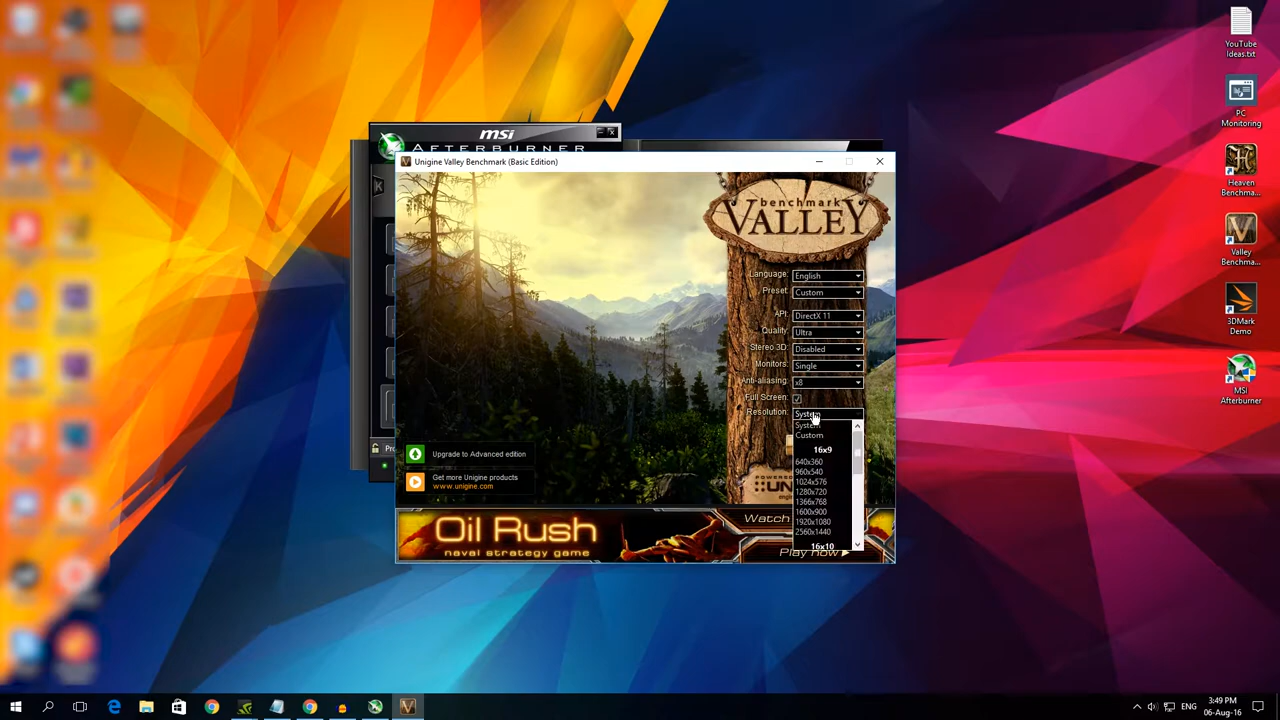 YouTube
Ideas.txt
PC
Monitoring
Heaven
Benchma...
Valley
Benchma...
3DMark
Demo
MSI
Afterburner
msi
AFTERBURNER
K
Unigine Valley Benchmark (Basic Edition)
benchmark
VALLEY
Language: English
Preset: Custom
API: DirectX 11
Quality: Ultra
Stereo 3D: Disabled
Monitors: Single
Anti-aliasing: x8
Full Screen:
Resolution: System
System
Custom
16x9
640x360
960x540
1024x576
1280x720
1366x768
1600x900
1920x1080
2560x1440
16x10
Upgrade to Advanced edition
Get more Unigine products
www.unigine.com
Oil Rush
naval strategy game
Watch
Play now
ENG
3:49 PM
06-Aug-16